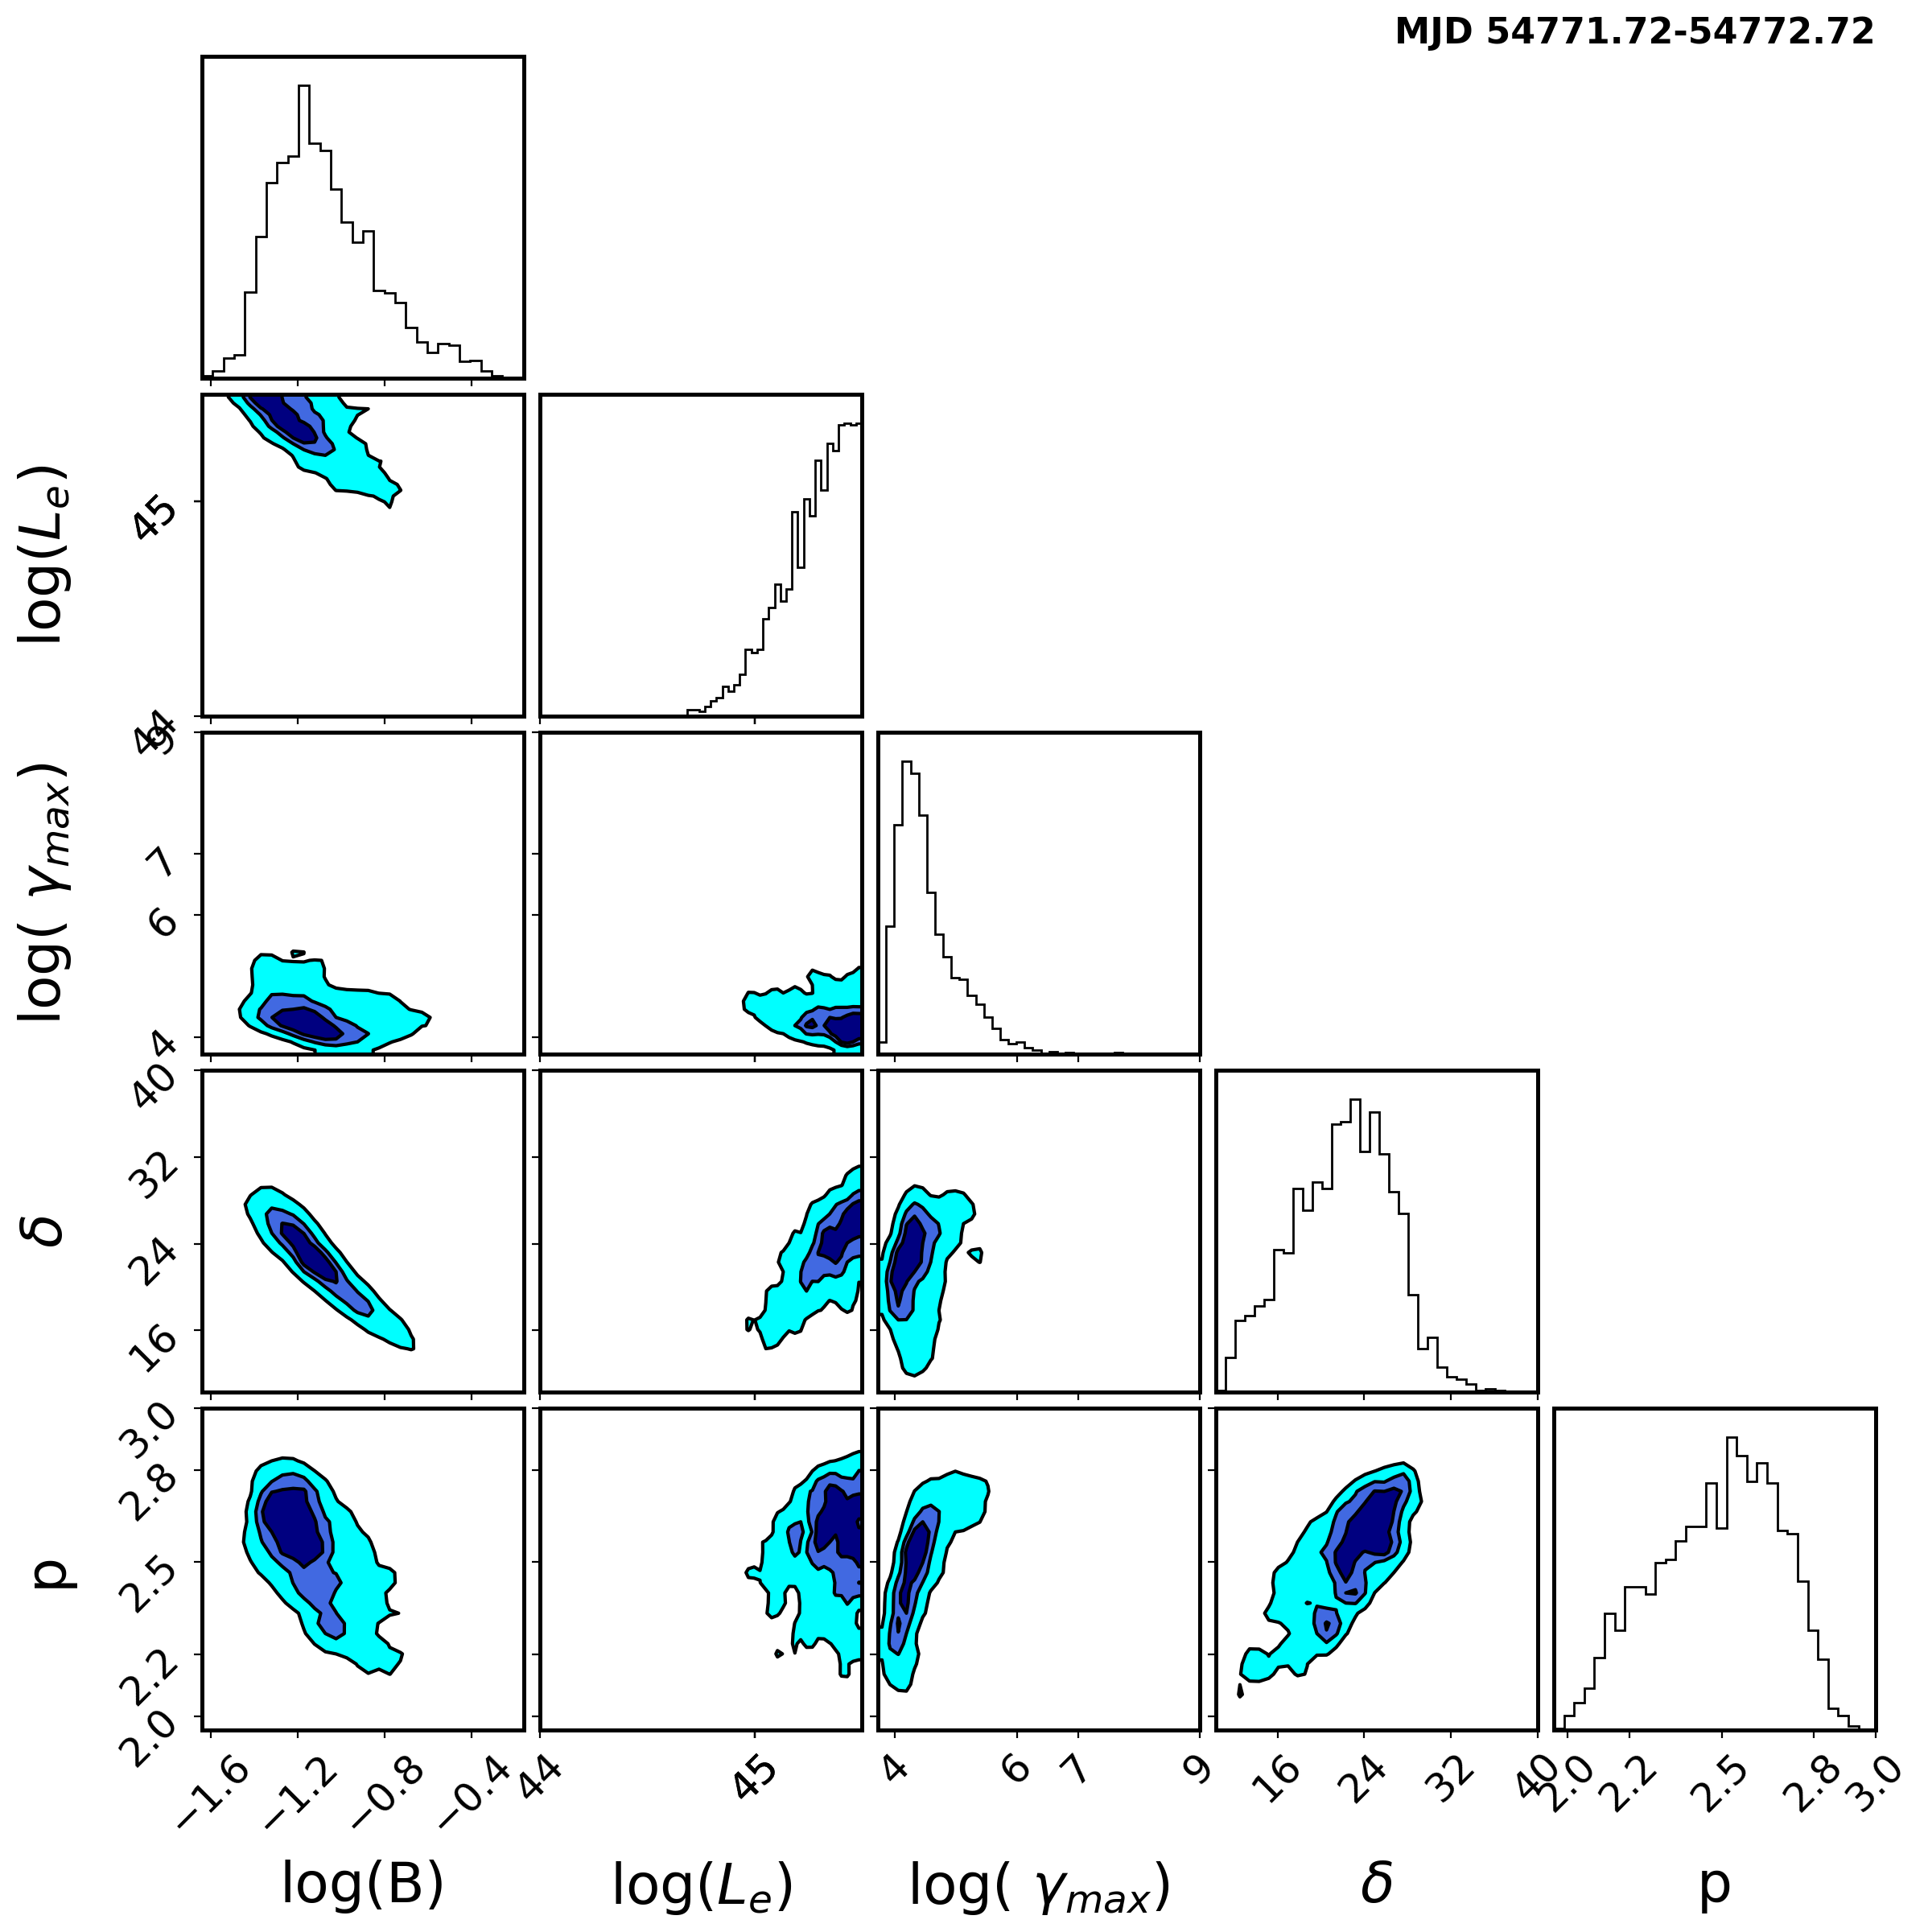 MJD 54771.72-54772.72
log(L_e)
45
44
log( γ_max)
9
7
6
4
δ
40
32
24
16
p
3.0
2.8
2.5
2.2
2.0
−1.6 −1.2 −0.8 −0.4 44 45 4 6 7 9 16 24 32 40 2.0 2.2 2.5 2.8 3.0
log(B) log(L_e) log( γ_max) δ p